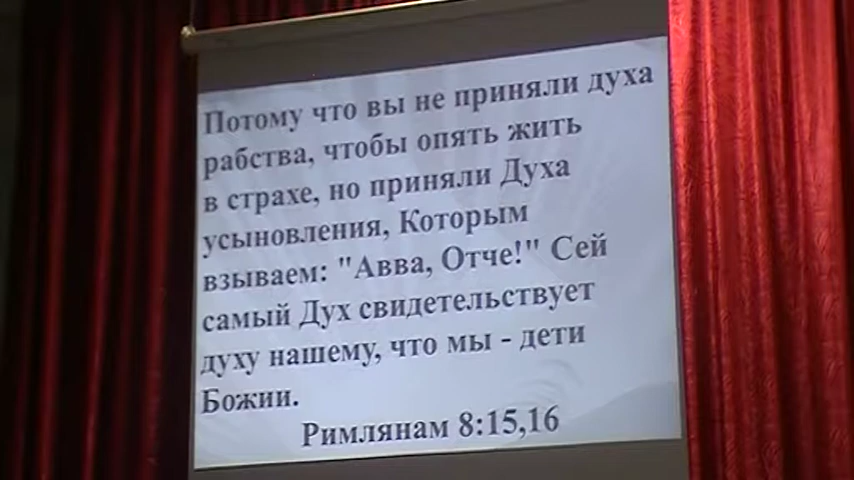 Потому что вы не приняли духа
рабства, чтобы опять жить
в страхе, но приняли Духа
усыновления, Которым
взываем: "Авва, Отче!" Сей
самый Дух свидетельствует
духу нашему, что мы - дети
Божии.
Римлянам 8:15,16